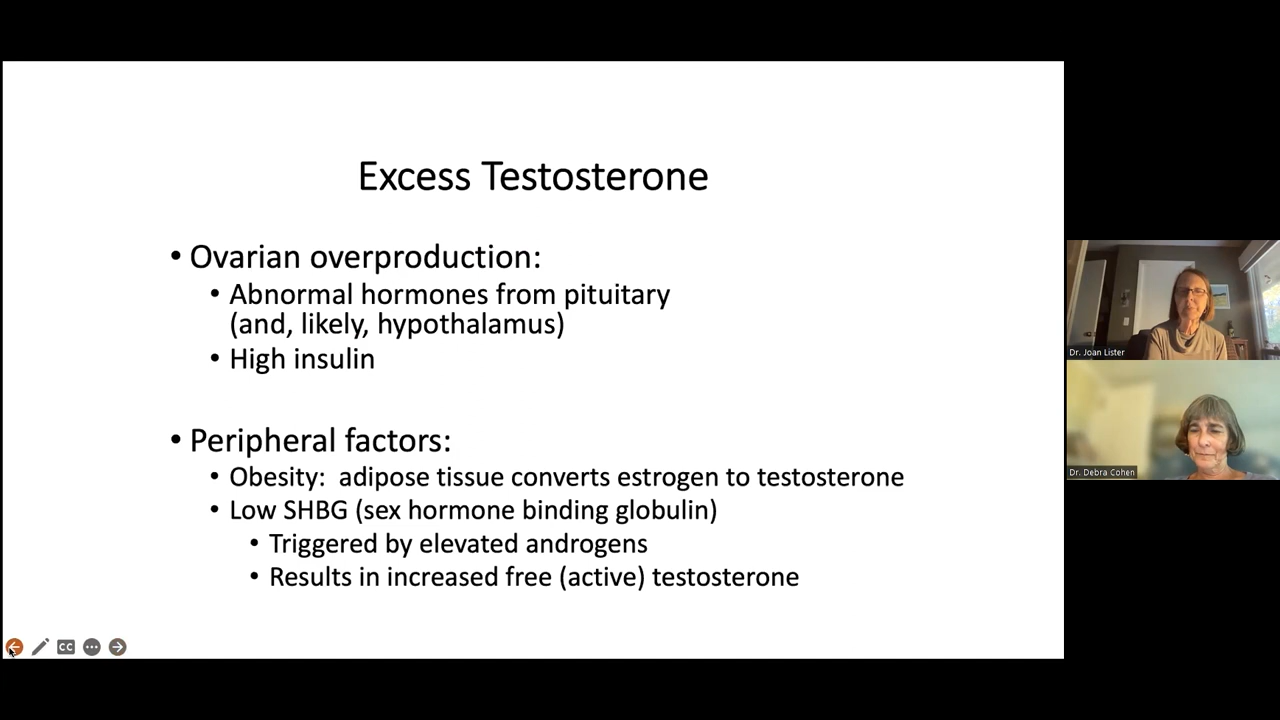 Excess Testosterone
• Ovarian overproduction:
• Abnormal hormones from pituitary
(and, likely, hypothalamus)
• High insulin
• Peripheral factors:
• Obesity:  adipose tissue converts estrogen to testosterone
• Low SHBG (sex hormone binding globulin)
• Triggered by elevated androgens
• Results in increased free (active) testosterone
CC
Dr. Joan Lister
Dr. Debra Cohen